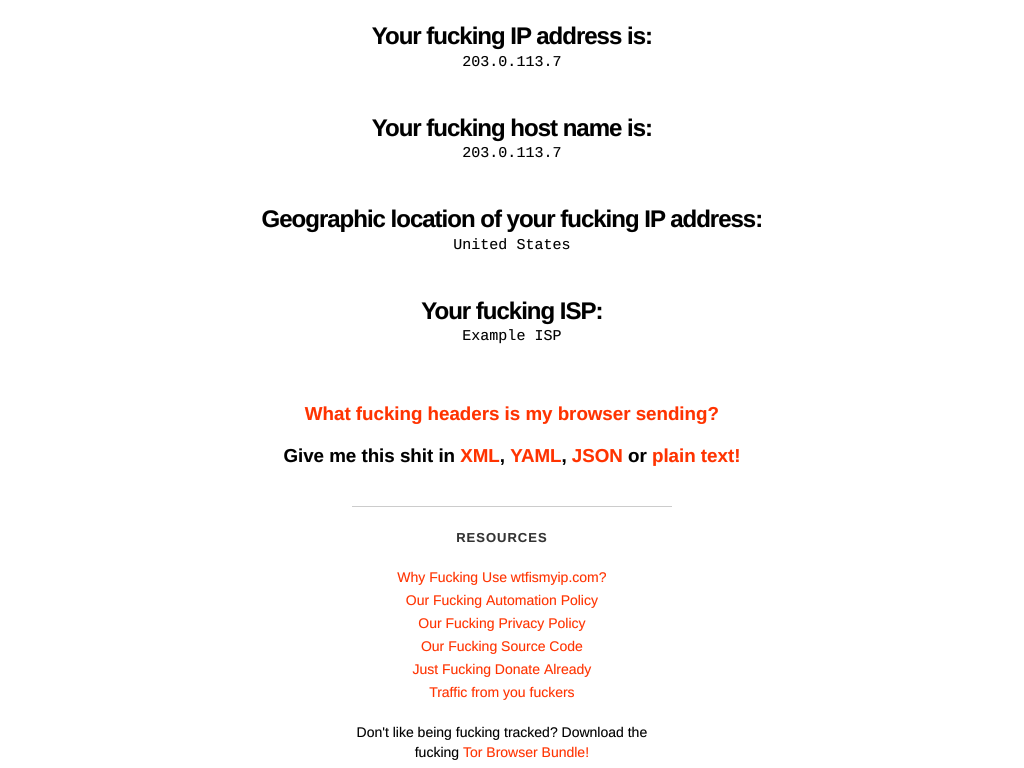 Your fucking IP address is:
203.0.113.7
Your fucking host name is:
203.0.113.7
Geographic location of your fucking IP address:
United States
Your fucking ISP:
Example ISP
What fucking headers is my browser sending?
Give me this shit in XML, YAML, JSON or plain text!
RESOURCES
Why Fucking Use wtfismyip.com?
Our Fucking Automation Policy
Our Fucking Privacy Policy
Our Fucking Source Code
Just Fucking Donate Already
Traffic from you fuckers
Don't like being fucking tracked? Download the
fucking Tor Browser Bundle!